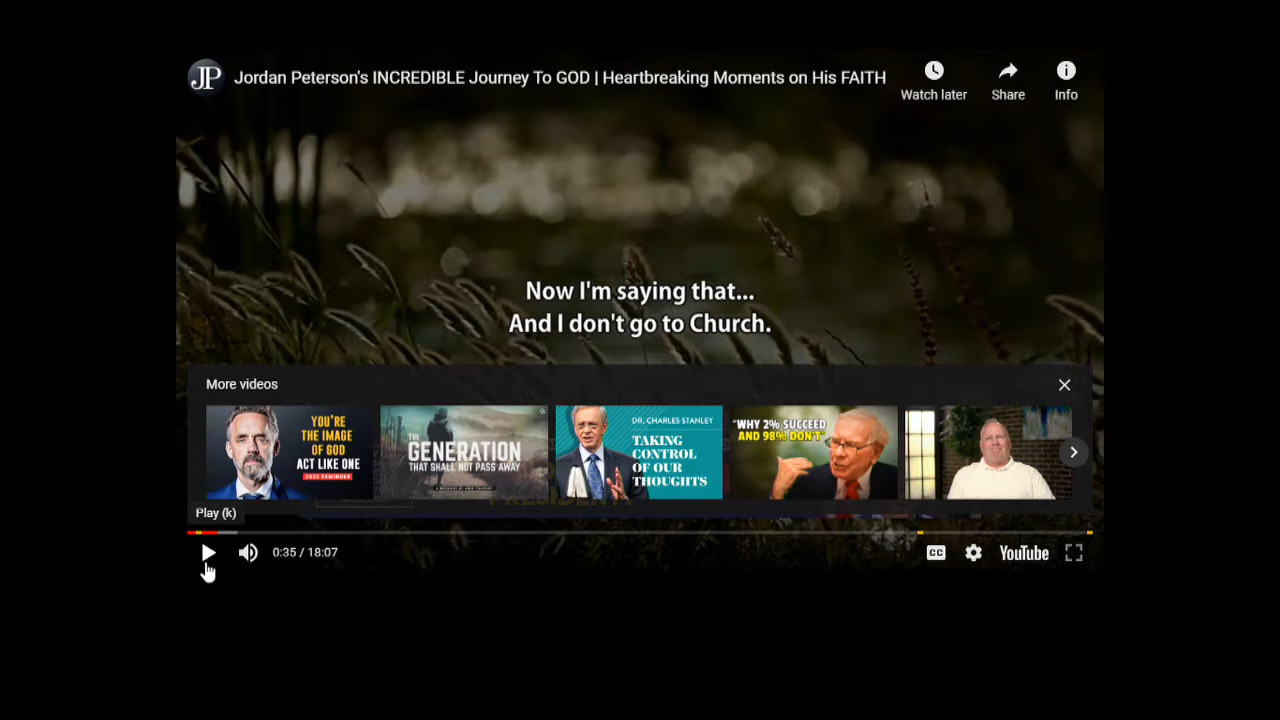 JP
Jordan Peterson's INCREDIBLE Journey To GOD | Heartbreaking Moments on His FAITH
Watch later
Share
Info
Now I'm saying that...
And I don't go to Church.
More videos
YOU'RE
THE IMAGE
OF GOD
ACT LIKE ONE
2022 REMINDER
THE
GENERATION
THAT SHALL NOT PASS AWAY
DR. CHARLES STANLEY
TAKING
CONTROL
OF OUR
THOUGHTS
"WHY 2% SUCCEED
AND 98% DON'T"
Play (k)
0:35 / 18:07
CC
YouTube